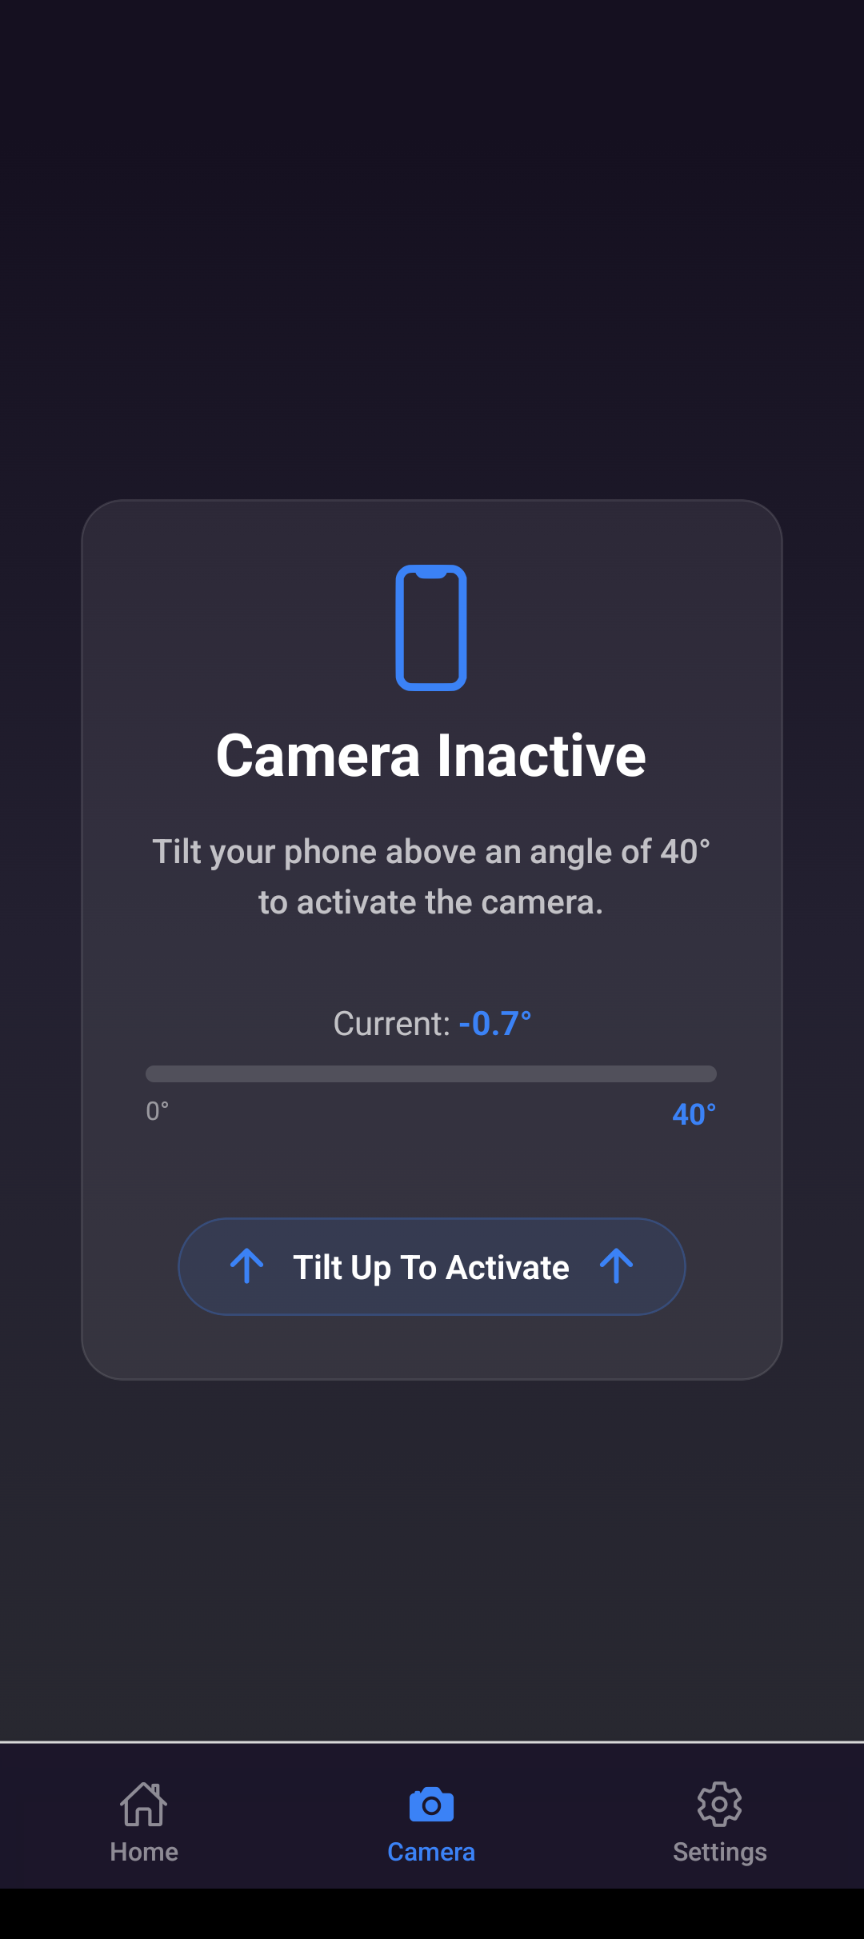 Camera Inactive
Tilt your phone above an angle of 40°
to activate the camera.
Current: -0.7°
0°
40°
Tilt Up To Activate
Home
Camera
Settings